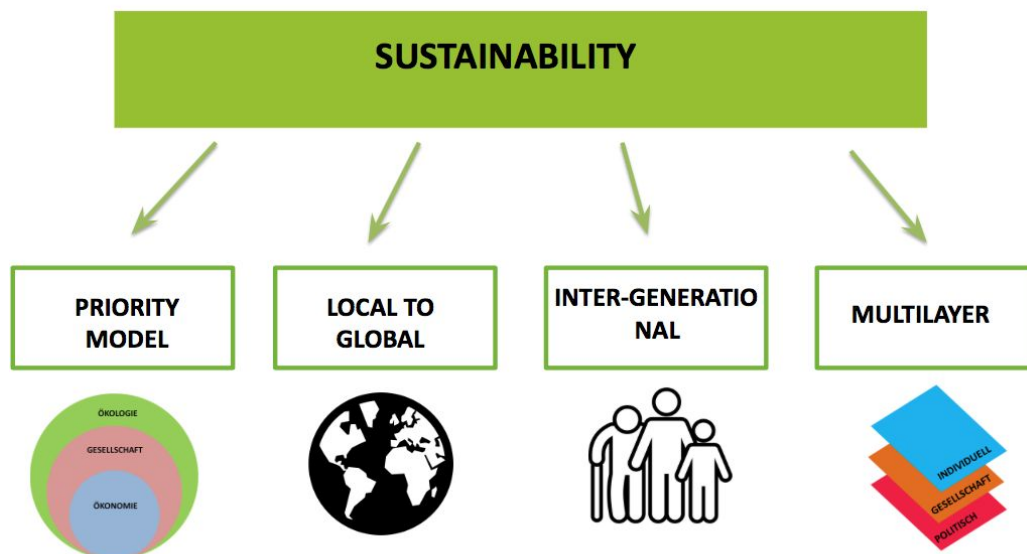 SUSTAINABILITY
PRIORITY
MODEL
LOCAL TO
GLOBAL
INTER-GENERATIO
NAL
MULTILAYER
ÖKOLOGIE
GESELLSCHAFT
ÖKONOMIE
INDIVIDUELL
GESELLSCHAFT
POLITISCH